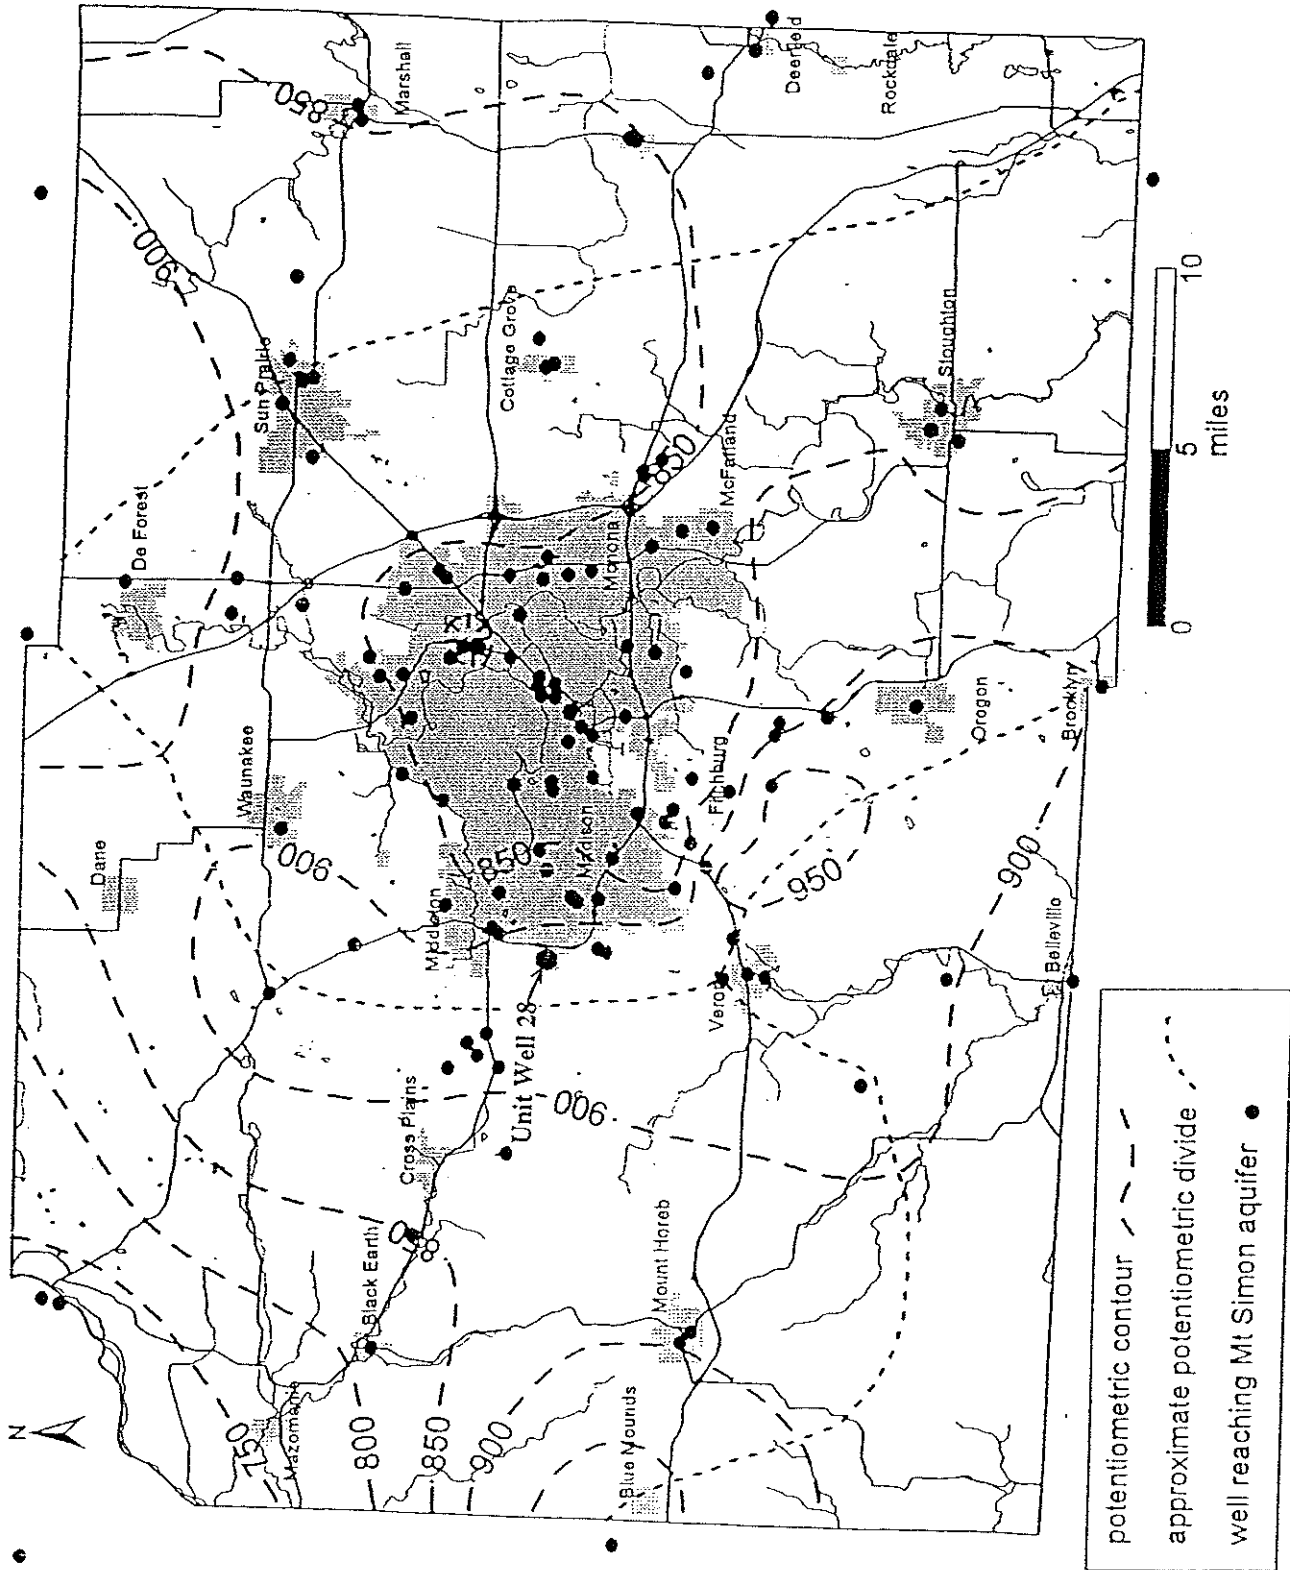 N
Mazomanie
750
800
850
900
Blue Mounds
Black Earth
Mount Horeb
Cross Plains
Unit Well 28
900
Dane
Waunakee
900
Middleton
850
Madison
Verona
Fitchburg
950
900
Belleville
De Forest
Sun Prairie
Monona
McFarland
850
Cottage Grove
Orogon
Brooklyn
Stoughton
900
850
Marshall
Deerfield
Rockdale
0
5
10
miles
potentiometric contour
approximate potentiometric divide
well reaching Mt Simon aquifer